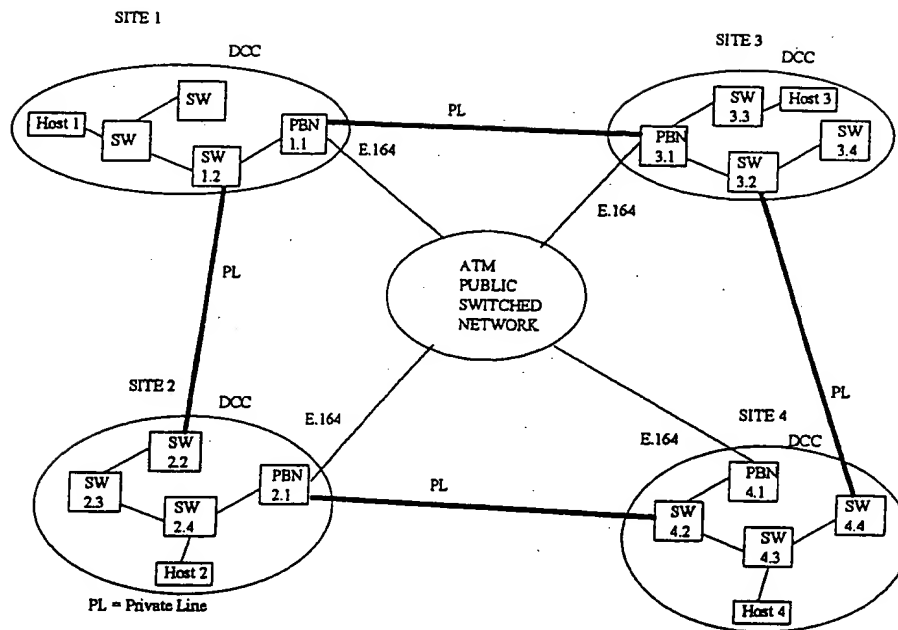 SITE 1
DCC
SW
Host 1
SW
PBN
1.1
SW
1.2
E.164
PL
SITE 3
DCC
SW
3.3
Host 3
PBN
3.1
SW
3.4
SW
3.2
E.164
ATM
PUBLIC
SWITCHED
NETWORK
PL
PL
SITE 2
DCC
SW
2.2
SW
2.3
PBN
2.1
SW
2.4
Host 2
E.164
PL
SITE 4
DCC
E.164
PBN
4.1
SW
4.2
SW
4.4
SW
4.3
Host 4
PL = Private Line